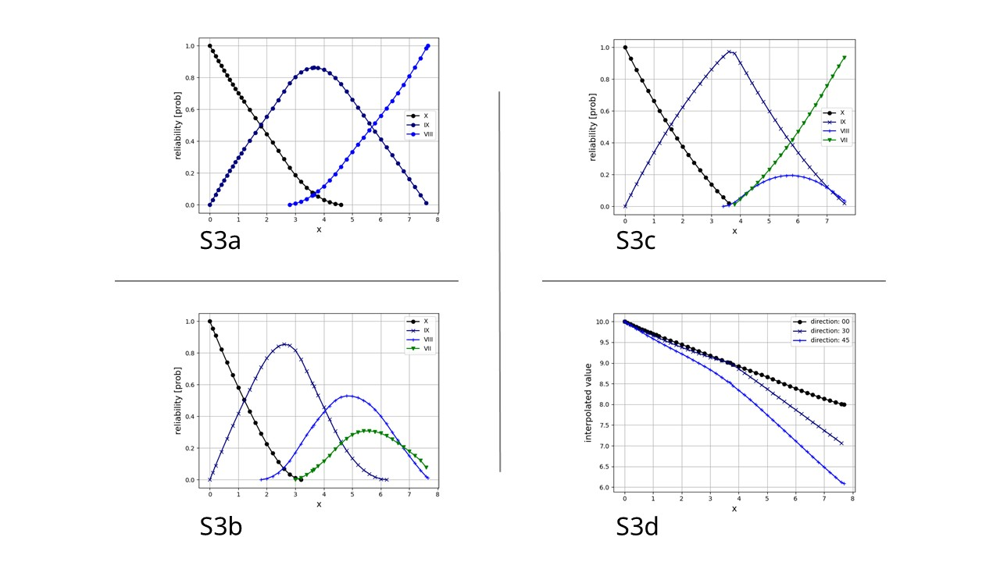 1.0
0.8
0.6
0.4
0.2
0.0
reliability [prob]
0 1 2 3 4 5 6 7 8
x
X
IX
VIII
S3a
1.0
0.8
0.6
0.4
0.2
0.0
reliability [prob]
0 1 2 3 4 5 6 7
x
X
IX
VIII
VII
S3c
1.0
0.8
0.6
0.4
0.2
0.0
reliability [prob]
0 1 2 3 4 5 6 7 8
x
X
IX
VIII
VII
S3b
10.0
9.5
9.0
8.5
8.0
7.5
7.0
6.5
6.0
interpolated value
0 1 2 3 4 5 6 7 8
x
direction: 00
direction: 30
direction: 45
S3d